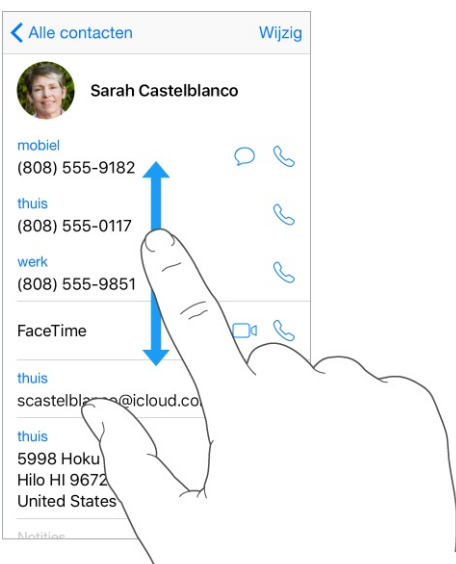 Alle contacten
Wijzig
Sarah Castelblanco
mobiel
(808) 555-9182
thuis
(808) 555-0117
werk
(808) 555-9851
FaceTime
thuis
@icloud.co
thuis
5998 Hoku
Hilo HI 9672
United States
Notities